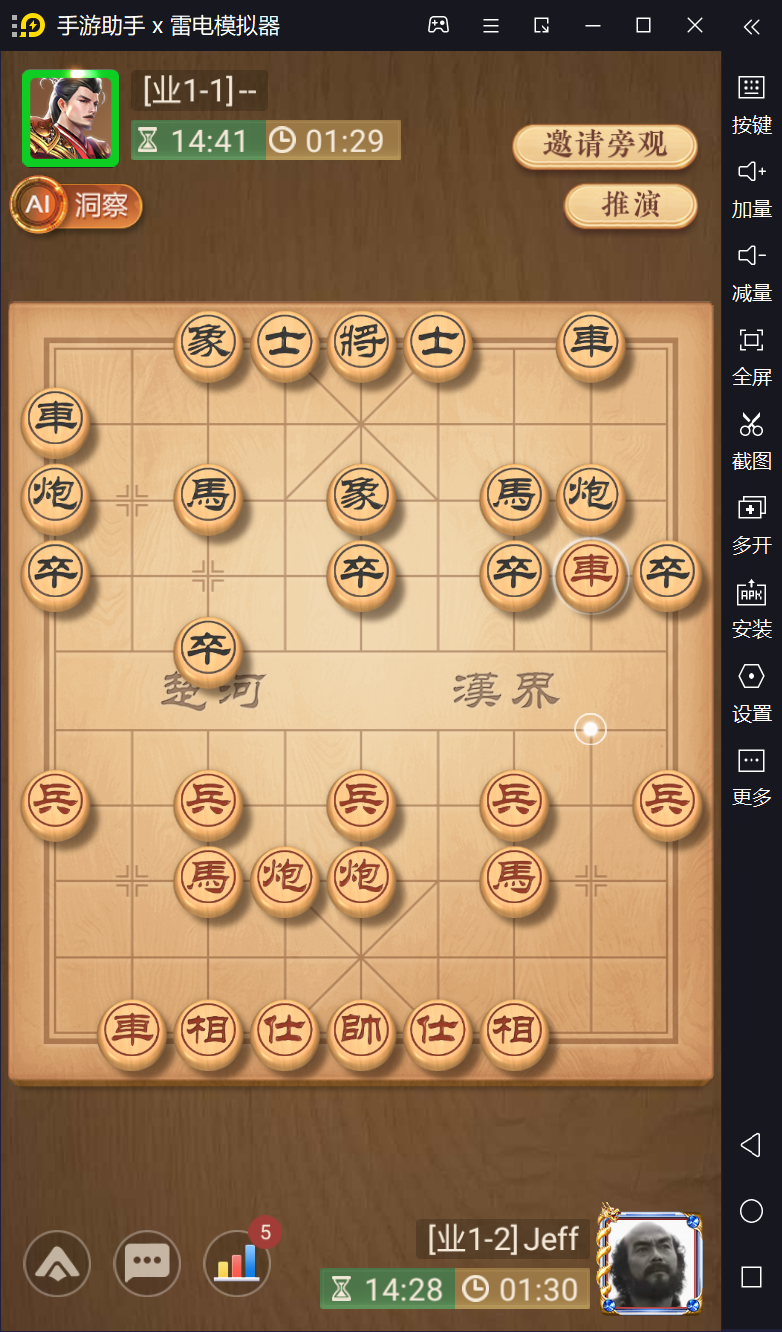 手游助手 x 雷电模拟器
[业1-1]--
14:41 01:29
邀请旁观
AI 洞察
推演
按键
加量
减量
全屏
截图
多开
APK
安装
设置
更多
象 士 將 士 車
車
炮 馬 象 馬 炮
卒 卒 卒 車 卒
卒
楚河 漢界
兵 兵 兵 兵 兵
馬 炮 炮 馬
車 相 仕 帥 仕 相
5
[业1-2] Jeff
14:28 01:30